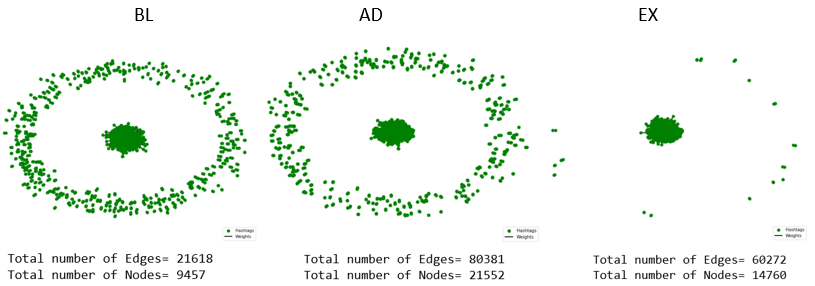 BL
AD
EX
Hashtags
Weights
Hashtags
Weights
Hashtags
Weights
Total number of Edges= 21618
Total number of Nodes= 9457
Total number of Edges= 80381
Total number of Nodes= 21552
Total number of Edges= 60272
Total number of Nodes= 14760